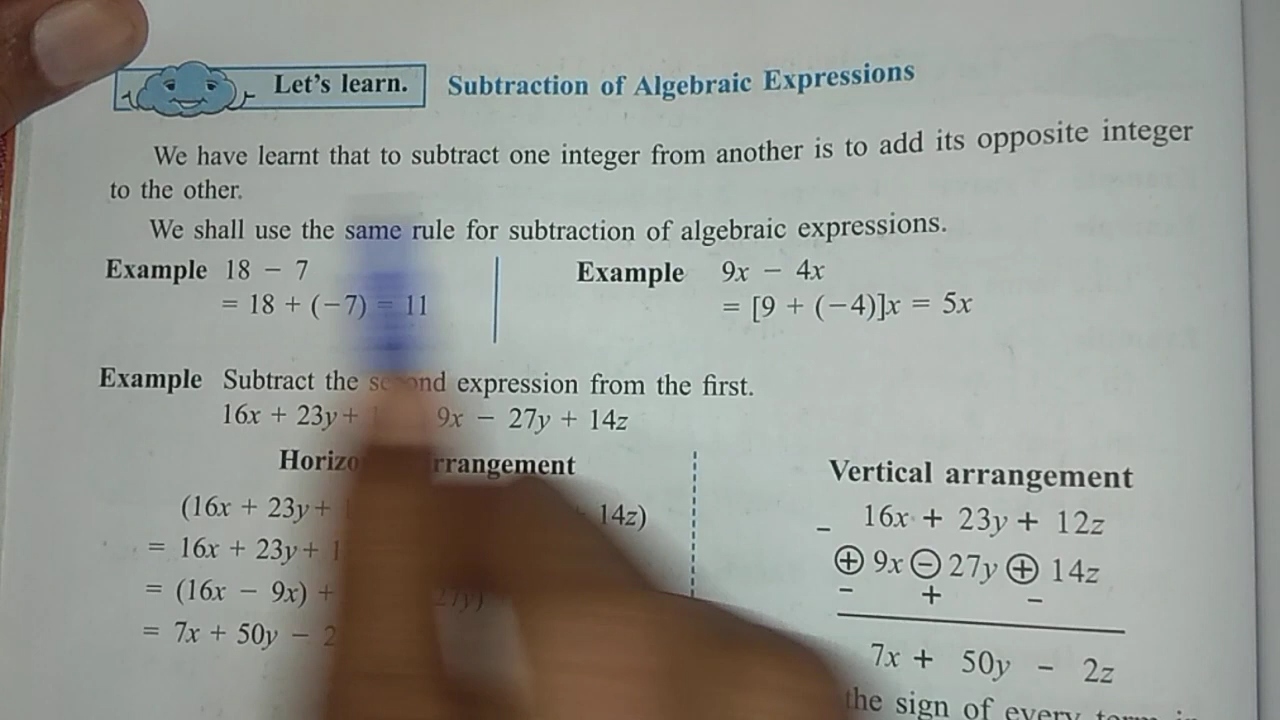 Let's learn. Subtraction of Algebraic Expressions
We have learnt that to subtract one integer from another is to add its opposite integer
to the other.
We shall use the same rule for subtraction of algebraic expressions.
Example 18 − 7
= 18 + (−7) = 11
Example 9x − 4x
= [9 + (−4)]x = 5x
Example Subtract the second expression from the first.
16x + 23y + 9x − 27y + 14z
Horizo rrangement
(16x + 23y + 14z)
= 16x + 23y + 1
= (16x − 9x) + 27y)
= 7x + 50y − 2
Vertical arrangement
− 16x + 23y + 12z
⊕ 9x ⊖ 27y ⊕ 14z
− + −
7x + 50y − 2z
the sign of every term in